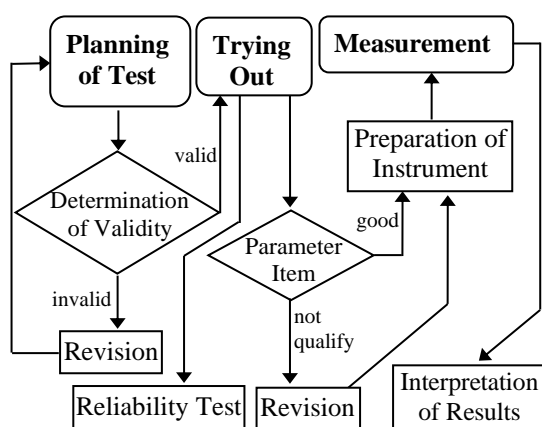 Planning
of Test
Trying
Out
Measurement
valid
Preparation of
Instrument
Determination
of Validity
good
Parameter
Item
invalid
not
qualify
Revision
Reliability Test
Revision
Interpretation
of Results